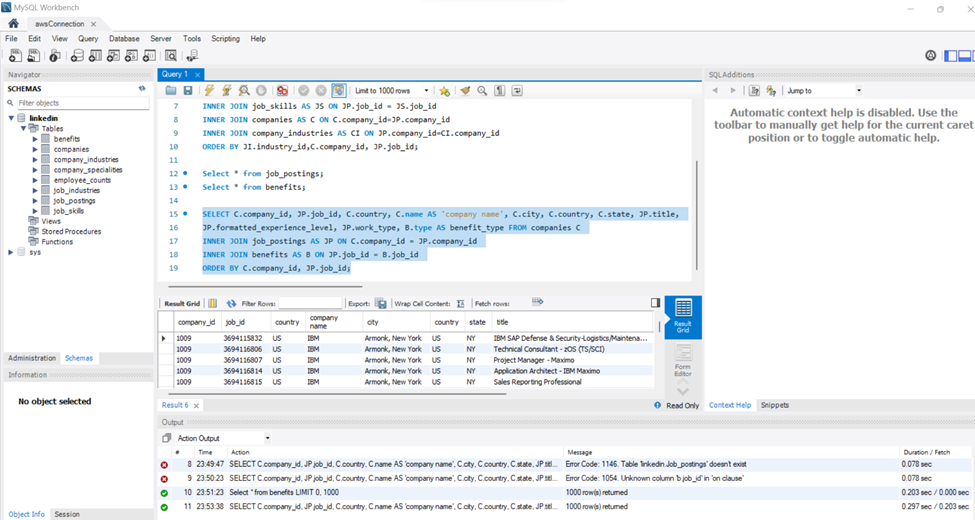 MySQL Workbench
awsConnection
File Edit View Query Database Server Tools Scripting Help
Navigator
SCHEMAS
Filter objects
linkedin
Tables
benefits
companies
company_industries
company_specialities
employee_counts
job_industries
job_postings
job_skills
Views
Stored Procedures
Functions
sys
Administration Schemas
Information
No object selected
Object Info Session
Query 1
Limit to 1000 rows
7 INNER JOIN job_skills AS JS ON JP.job_id = JS.job_id
8 INNER JOIN companies AS C ON C.company_id=JP.company_id
9 INNER JOIN company_industries AS CI ON JP.company_id=CI.company_id
10 ORDER BY JI.industry_id,C.company_id, JP.job_id;
11
12 Select * from job_postings;
13 Select * from benefits;
14
15 SELECT C.company_id, JP.job_id, C.country, C.name AS 'company name', C.city, C.country, C.state, JP.title,
16 JP.formatted_experience_level, JP.work_type, B.type AS benefit_type FROM companies C
17 INNER JOIN job_postings AS JP ON C.company_id = JP.company_id
18 INNER JOIN benefits AS B ON JP.job_id = B.job_id
19 ORDER BY C.company_id, JP.job_id;
Result Grid Filter Rows: Export: Wrap Cell Content: Fetch rows:
company_id job_id country company name city country state title
1009 3694115832 US IBM Armonk, New York US NY IBM SAP Defense & Security-Logistics/Maintena...
1009 3694116806 US IBM Armonk, New York US NY Technical Consultant - zOS (TS/SCI)
1009 3694116807 US IBM Armonk, New York US NY Project Manager - Maximo
1009 3694116814 US IBM Armonk, New York US NY Application Architect - IBM Maximo
1009 3694116815 US IBM Armonk, New York US NY Sales Reporting Professional
Result Grid
Form Editor
Result 6
Read Only
SQLAdditions
Jump to
Automatic context help is disabled. Use the
toolbar to manually get help for the current caret
position or to toggle automatic help.
Context Help Snippets
Output
Action Output
# Time Action Message Duration / Fetch
8 23:49:47 SELECT C.company_id, JP.job_id, C.country, C.name AS 'company name', C.city, C.country, C.state, JP.titl... Error Code: 1146. Table 'linkedin.Job_postings' doesn't exist 0.078 sec
9 23:50:23 SELECT C.company_id, JP.job_id, C.country, C.name AS 'company name', C.city, C.country, C.state, JP.titl... Error Code: 1054. Unknown column 'b.job_id' in 'on clause' 0.078 sec
10 23:51:23 Select * from benefits LIMIT 0, 1000 1000 row(s) returned 0.203 sec / 0.000 sec
11 23:53:38 SELECT C.company_id, JP.job_id, C.country, C.name AS 'company name', C.city, C.country, C.state, JP.titl... 1000 row(s) returned 0.297 sec / 0.203 sec